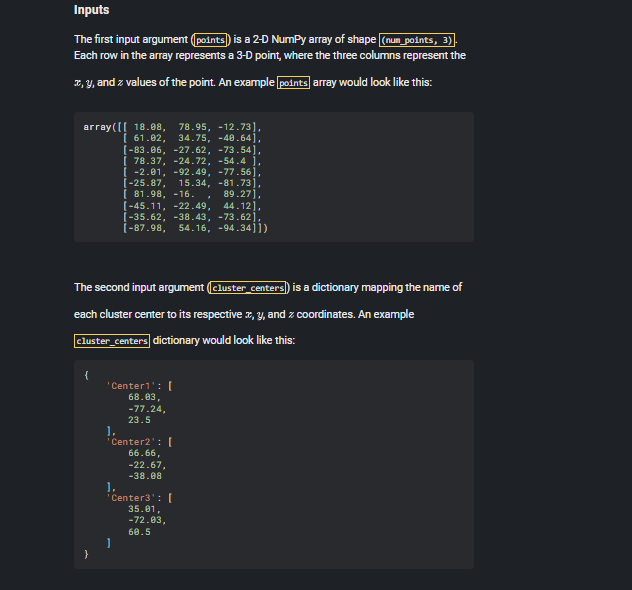 Inputs
The first input argument (points) is a 2-D NumPy array of shape (num_points, 3).
Each row in the array represents a 3-D point, where the three columns represent the
x, y, and z values of the point. An example points array would look like this:
array([[ 18.08,  78.95, -12.73],
[ 61.02,  34.75, -40.64],
[-83.06, -27.62, -73.54],
[ 78.37, -24.72, -54.4 ],
[ -2.01, -92.49, -77.56],
[-25.87,  15.34, -81.73],
[ 81.98, -16.  ,  89.27],
[-45.11, -22.49,  44.12],
[-35.62, -38.43, -73.62],
[-87.98,  54.16, -94.34]])
The second input argument (cluster_centers) is a dictionary mapping the name of
each cluster center to its respective x, y, and z coordinates. An example
cluster_centers dictionary would look like this:
{
'Center1': [
68.03,
-77.24,
23.5
],
'Center2': [
66.66,
-22.67,
-38.08
],
'Center3': [
35.01,
-72.03,
60.5
]
}